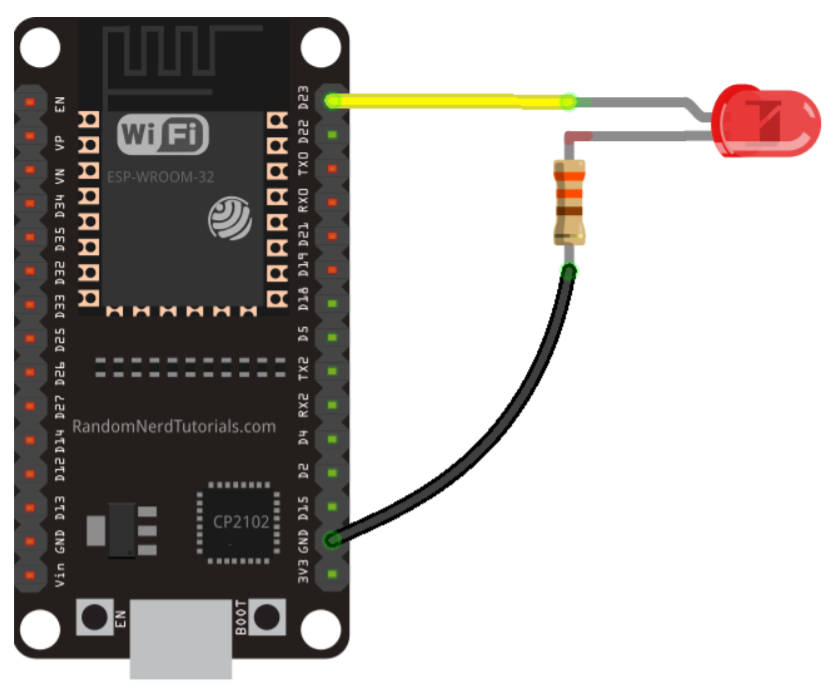 EN
VP
VN
D34
D35
D32
D33
D25
D26
D27
D14
D12
D13
GND
Vin
WiFi
ESP-WROOM-32
RandomNerdTutorials.com
CP2102
EN
BOOT
D23
D22
TX0
RX0
D21
D19
D18
D5
TX2
RX2
D4
D2
D15
GND
3V3